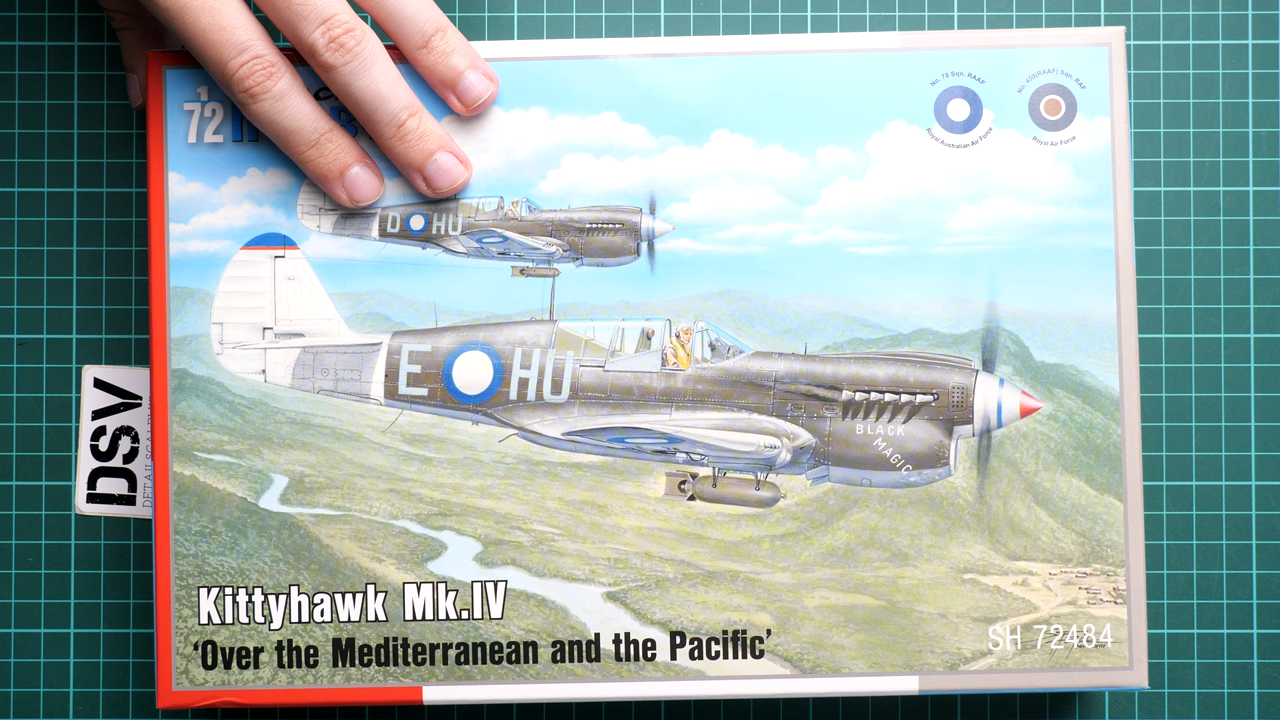 1
72
No. 78 Sqn. RAAF
Royal Australian Air Force
No. 450(RAAF) Sqn. RAF
Royal Air Force
D HU
E HU
BLACK
MAGIC
DSV
Kittyhawk Mk.IV
‘Over the Mediterranean and the Pacific’
SH 72484